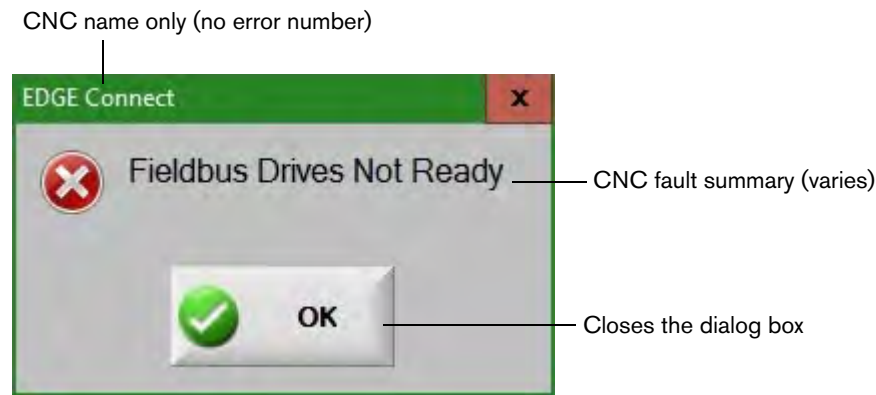 CNC name only (no error number)
EDGE Connect
x
Fieldbus Drives Not Ready
CNC fault summary (varies)
OK
Closes the dialog box